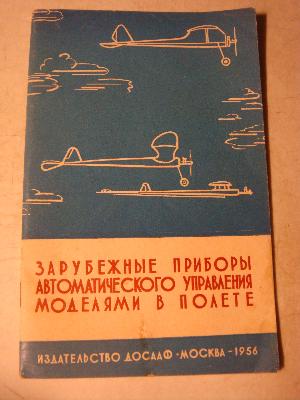 ЗАРУБЕЖНЫЕ ПРИБОРЫ
АВТОМАТИЧЕСКОГО УПРАВЛЕНИЯ
МОДЕЛЯМИ В ПОЛЕТЕ
ИЗДАТЕЛЬСТВО ДОСААФ·МОСКВА-1956